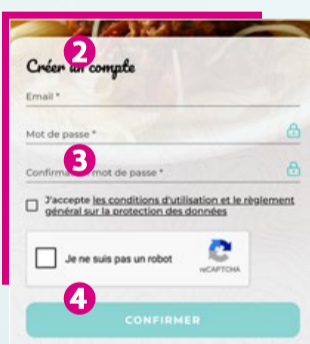 2
Créer un compte
Email *
Mot de passe *
3
Confirma mot de passe *
J'accepte les conditions d'utilisation et le règlement
général sur la protection des données
Je ne suis pas un robot
reCAPTCHA
4
CONFIRMER